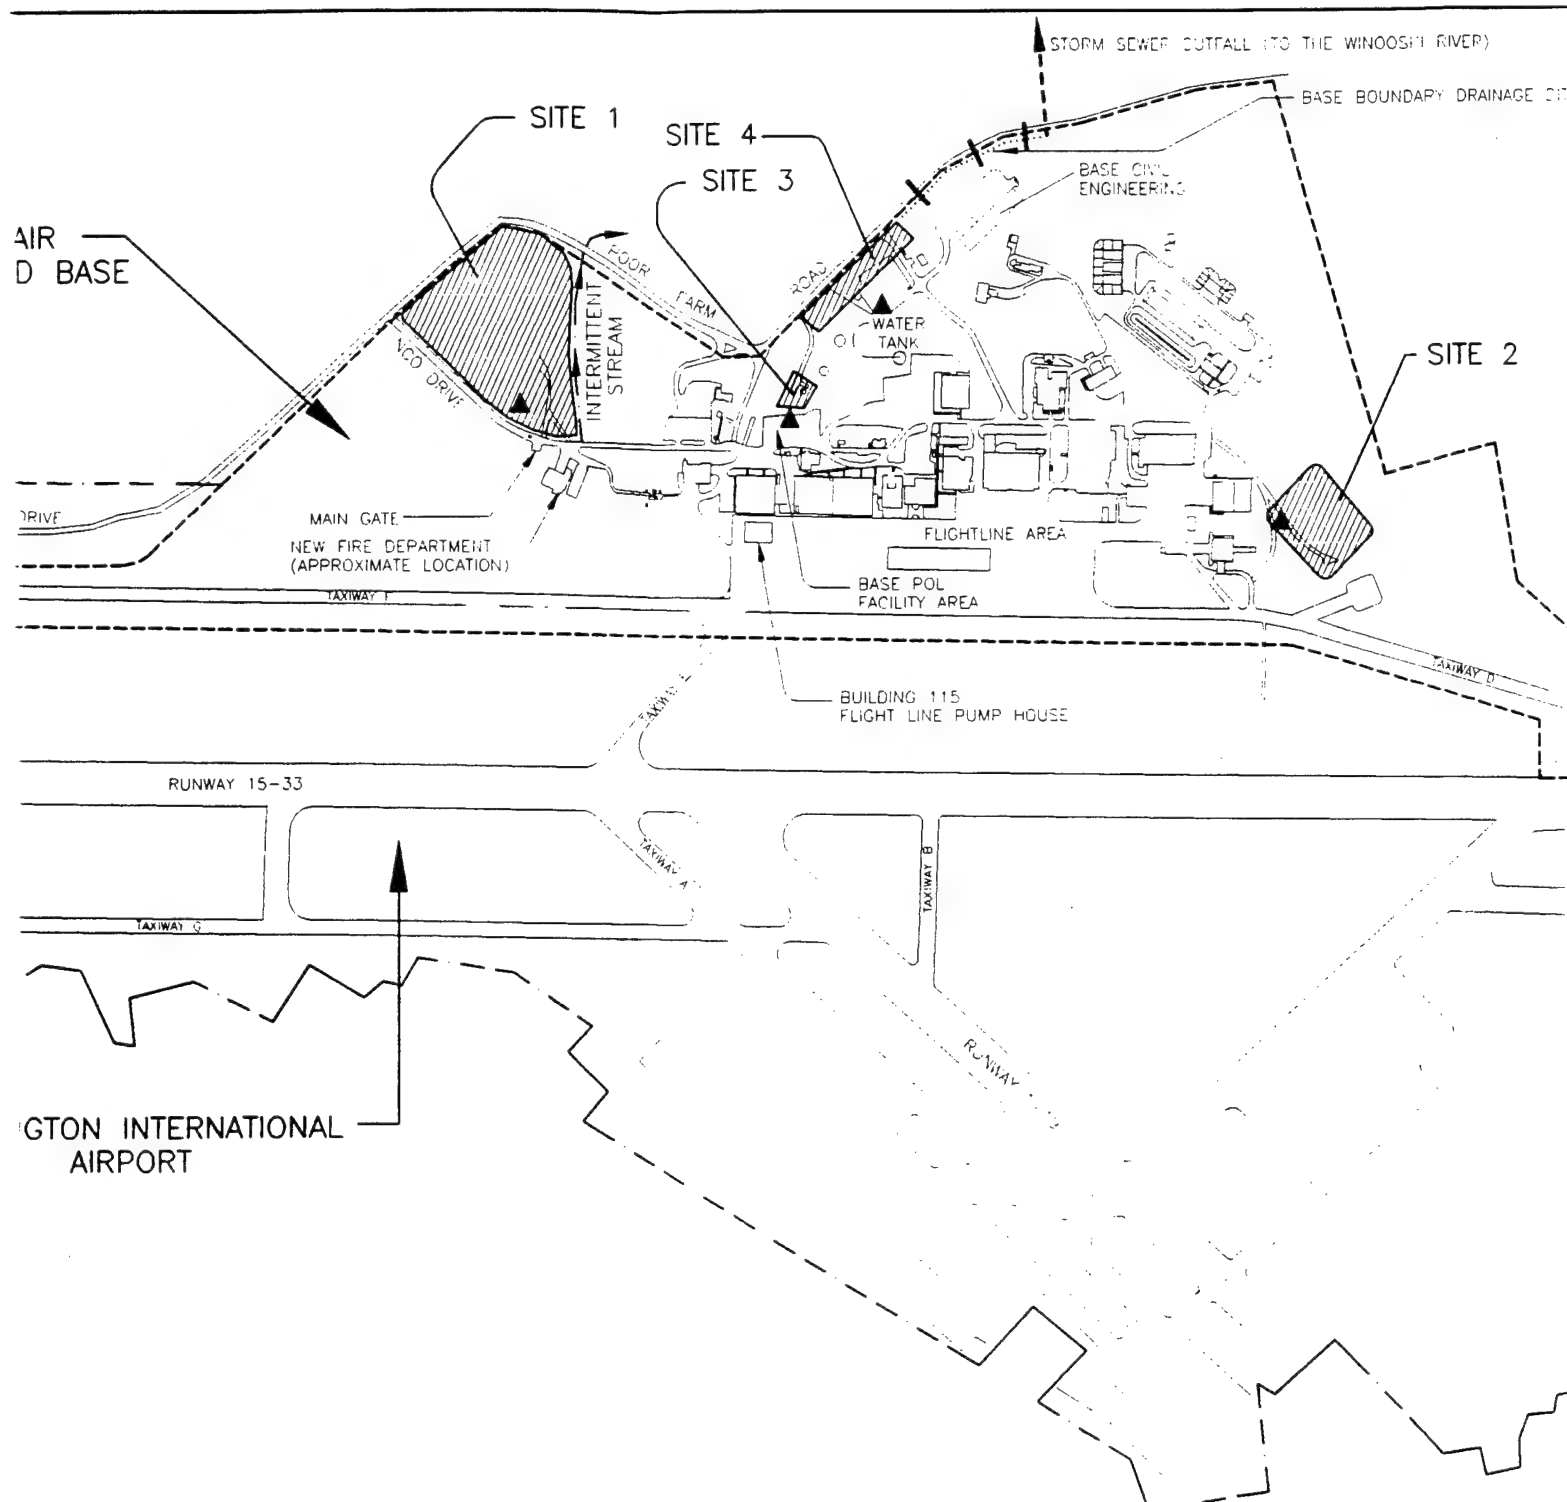 STORM SEWER OUTFALL (TO THE WINOOSKI RIVER)
BASE BOUNDARY DRAINAGE DIT
SITE 1
SITE 4
SITE 3
BASE CIVIL
ENGINEERING
AIR
D BASE
POOR
FARM
ROAD
INTERMITTENT
STREAM
WATER
TANK
SITE 2
NCO DRIVE
DRIVE
MAIN GATE
NEW FIRE DEPARTMENT
(APPROXIMATE LOCATION)
FLIGHTLINE AREA
BASE POL
FACILITY AREA
TAXIWAY F
TAXIWAY D
TAXIWAY E
BUILDING 115
FLIGHT LINE PUMP HOUSE
RUNWAY 15-33
TAXIWAY A
TAXIWAY B
TAXIWAY G
RUNWAY
GTON INTERNATIONAL
AIRPORT